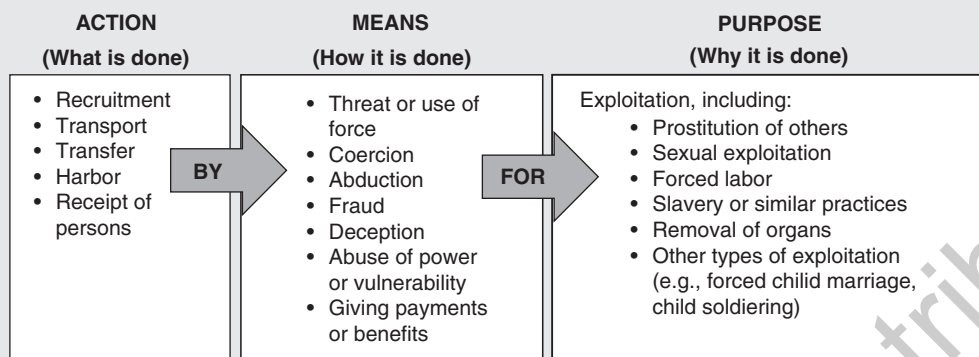 ACTION
(What is done)
• Recruitment
• Transport
• Transfer
• Harbor
• Receipt of
persons
BY
MEANS
(How it is done)
• Threat or use of
force
• Coercion
• Abduction
• Fraud
• Deception
• Abuse of power
or vulnerability
• Giving payments
or benefits
FOR
PURPOSE
(Why it is done)
Exploitation, including:
• Prostitution of others
• Sexual exploitation
• Forced labor
• Slavery or similar practices
• Removal of organs
• Other types of exploitation
(e.g., forced chilid marriage,
child soldiering)